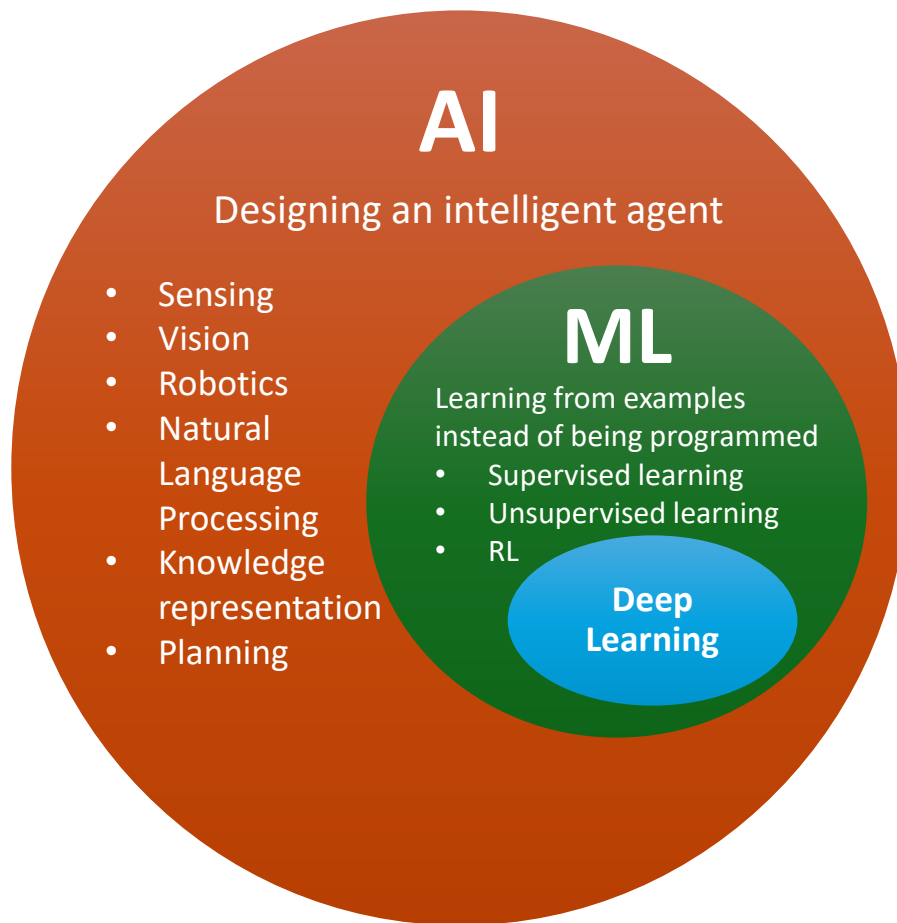 AI
Designing an intelligent agent
• Sensing
• Vision
• Robotics
• Natural
Language
Processing
• Knowledge
representation
• Planning
ML
Learning from examples
instead of being programmed
• Supervised learning
• Unsupervised learning
• RL
Deep
Learning